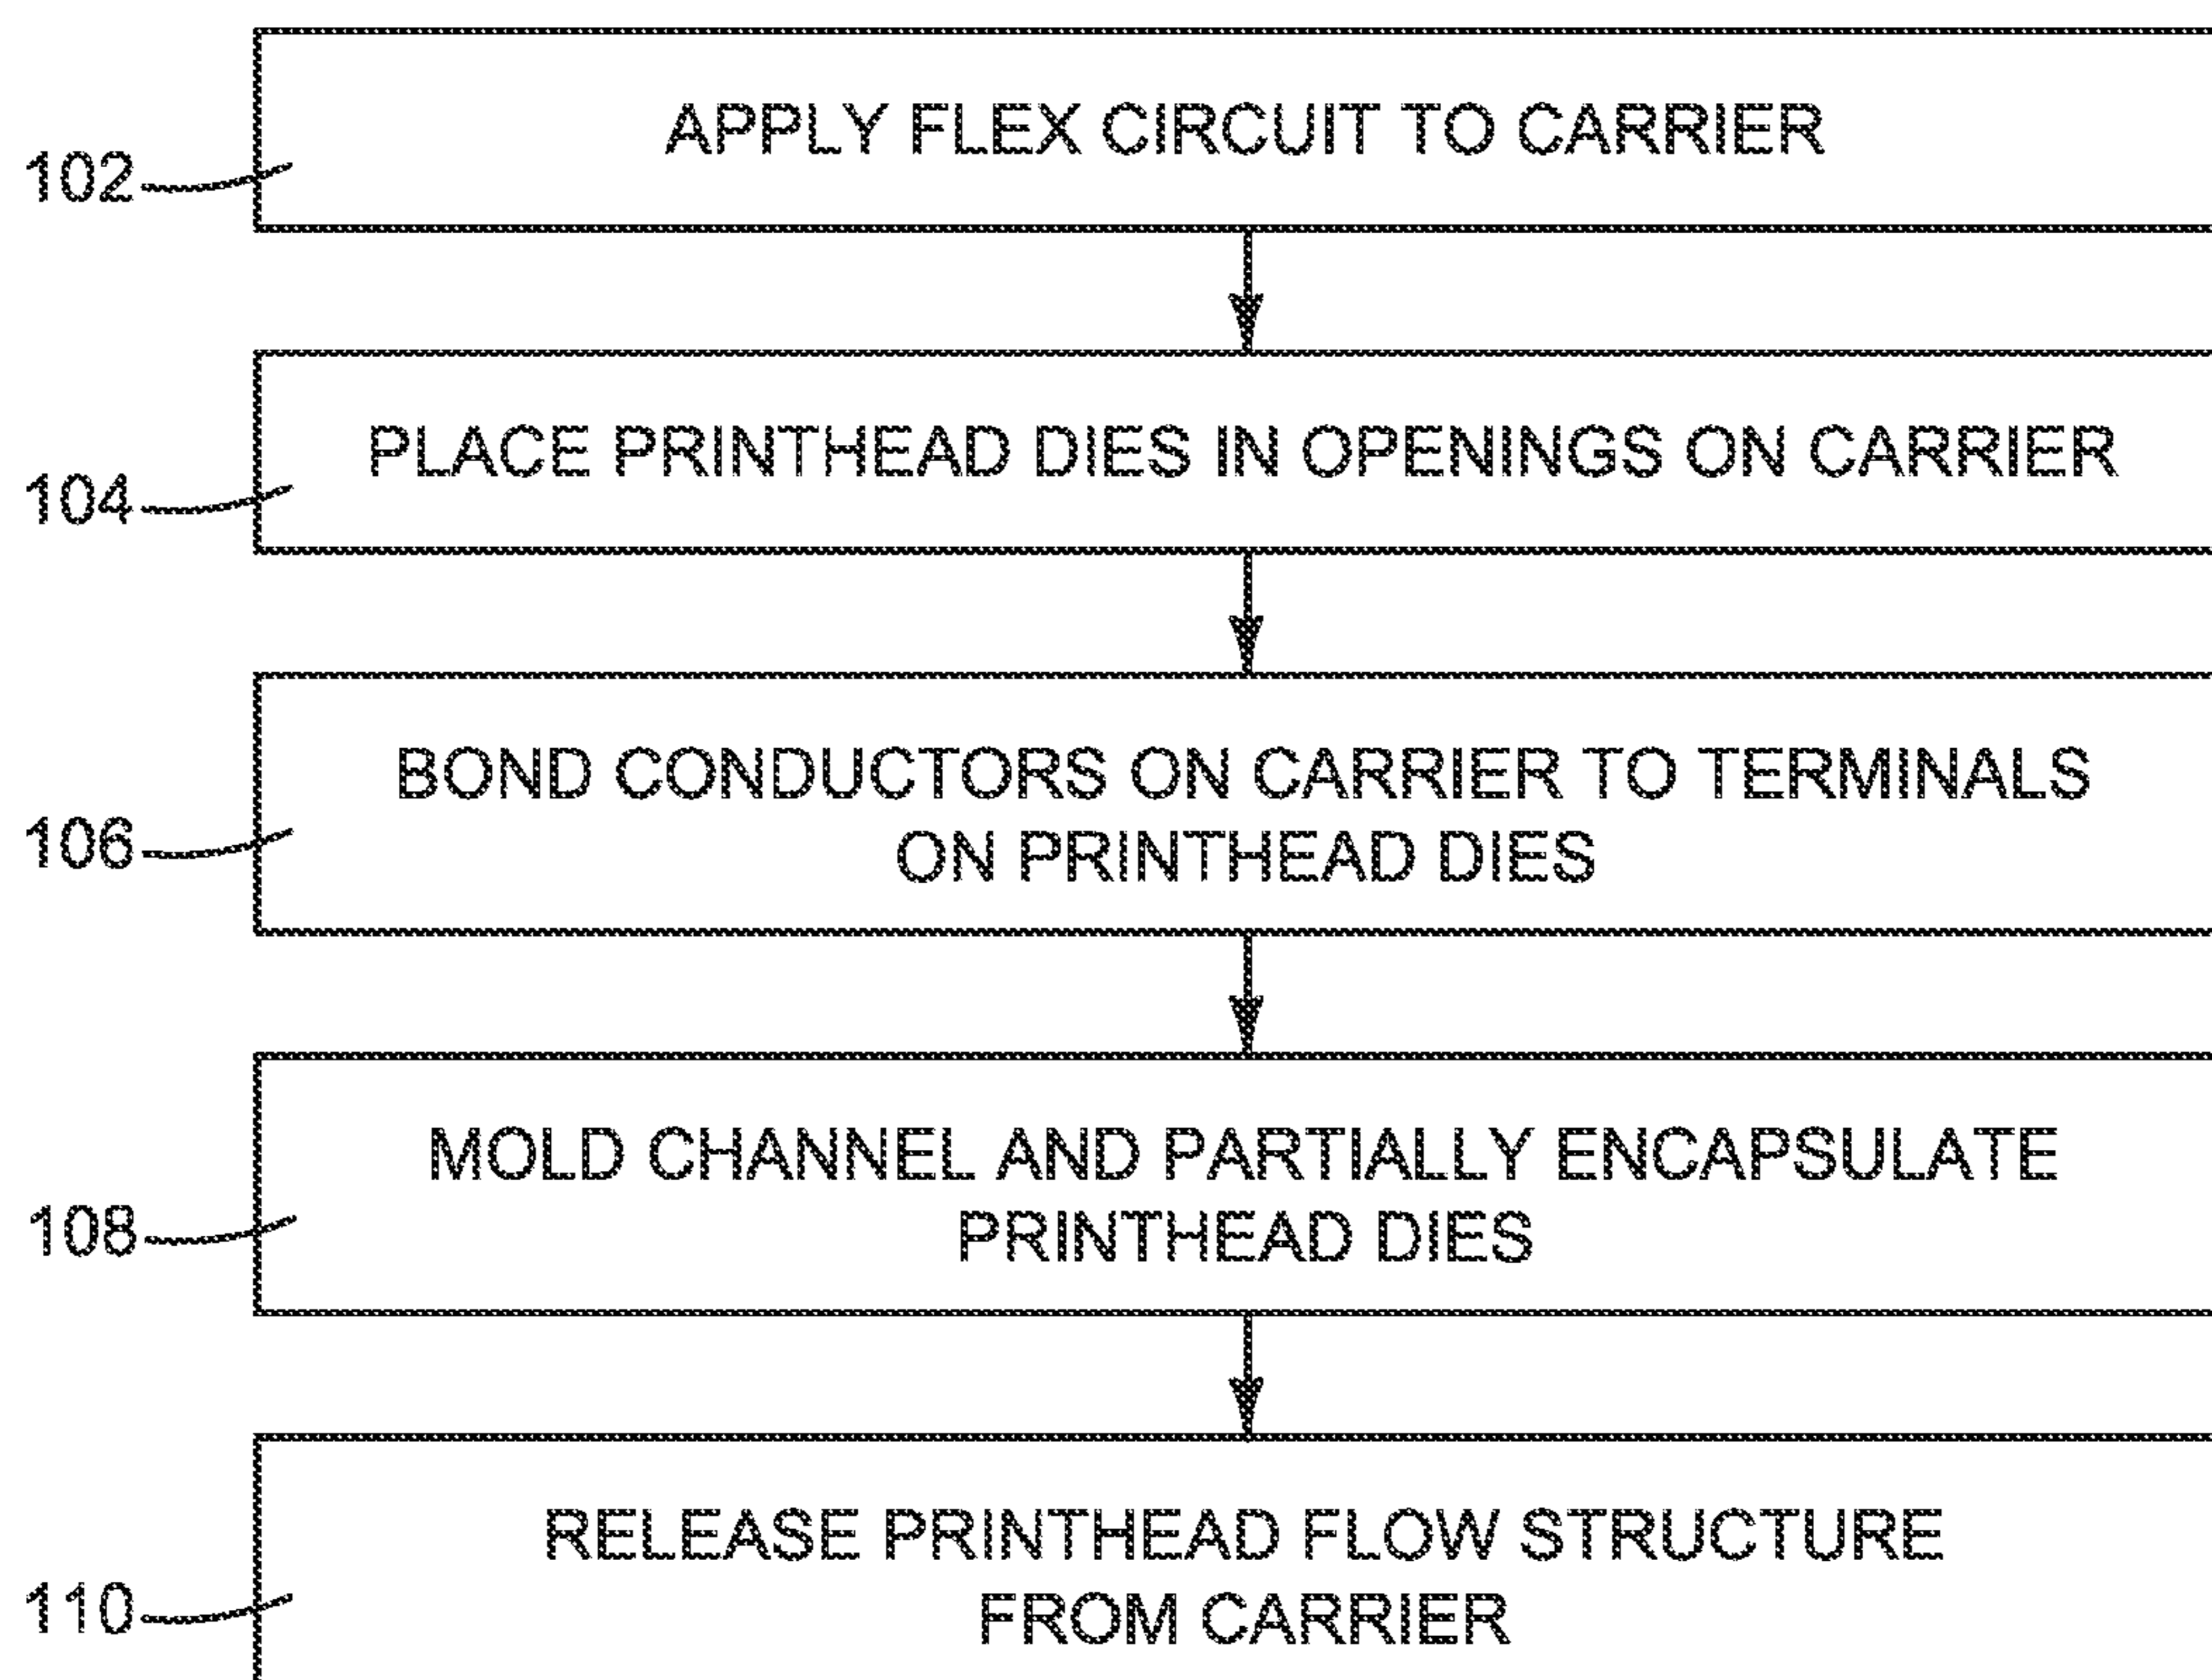 APPLY FLEX CIRCUIT TO CARRIER
102
PLACE PRINTHEAD DIES IN OPENINGS ON CARRIER
104
BOND CONDUCTORS ON CARRIER TO TERMINALS
ON PRINTHEAD DIES
106
MOLD CHANNEL AND PARTIALLY ENCAPSULATE
PRINTHEAD DIES
108
RELEASE PRINTHEAD FLOW STRUCTURE
FROM CARRIER
110